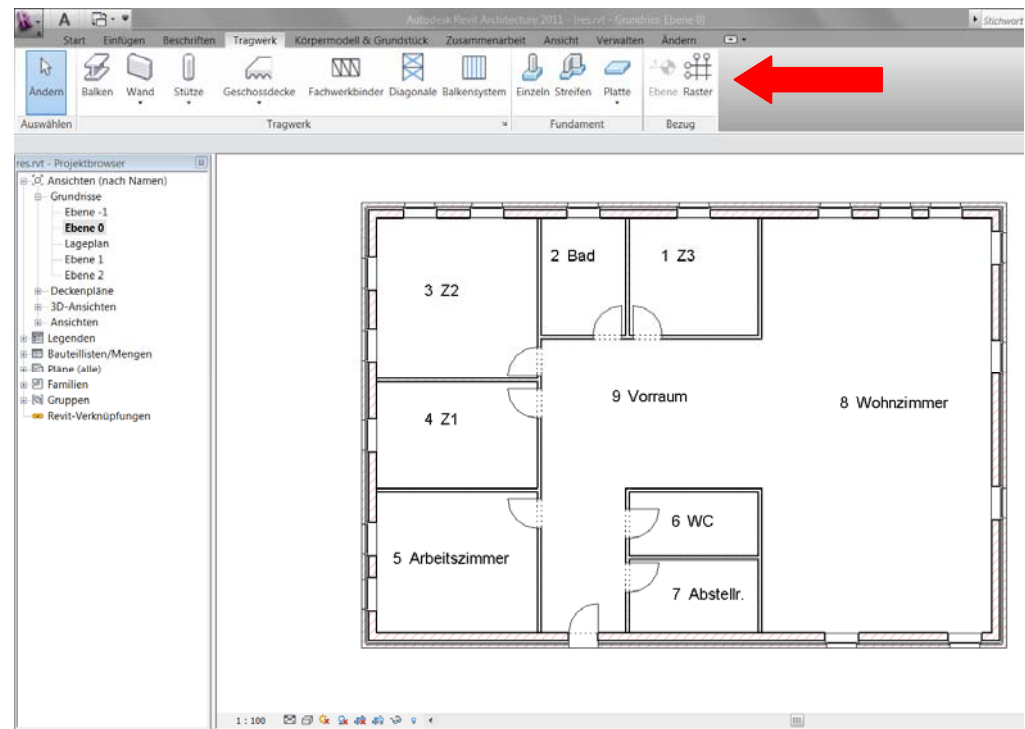 Autodesk Revit Architecture 2011 - [res.rvt - Grundriss: Ebene 0]
Stichwort
Start Einfügen Beschriften Tragwerk Körpermodell & Grundstück Zusammenarbeit Ansicht Verwalten Ändern
Ändern Balken Wand Stütze Geschossdecke Fachwerkbinder Diagonale Balkensystem Einzeln Streifen Platte Ebene Raster
Auswählen Tragwerk Fundament Bezug
res.rvt - Projektbrowser
Ansichten (nach Namen)
Grundrisse
Ebene -1
Ebene 0
Lageplan
Ebene 1
Ebene 2
Deckenpläne
3D-Ansichten
Ansichten
Legenden
Bauteillisten/Mengen
Pläne (alle)
Familien
Gruppen
Revit-Verknüpfungen
2 Bad
1 Z3
3 Z2
9 Vorraum
8 Wohnzimmer
4 Z1
6 WC
5 Arbeitszimmer
7 Abstellr.
1 : 100